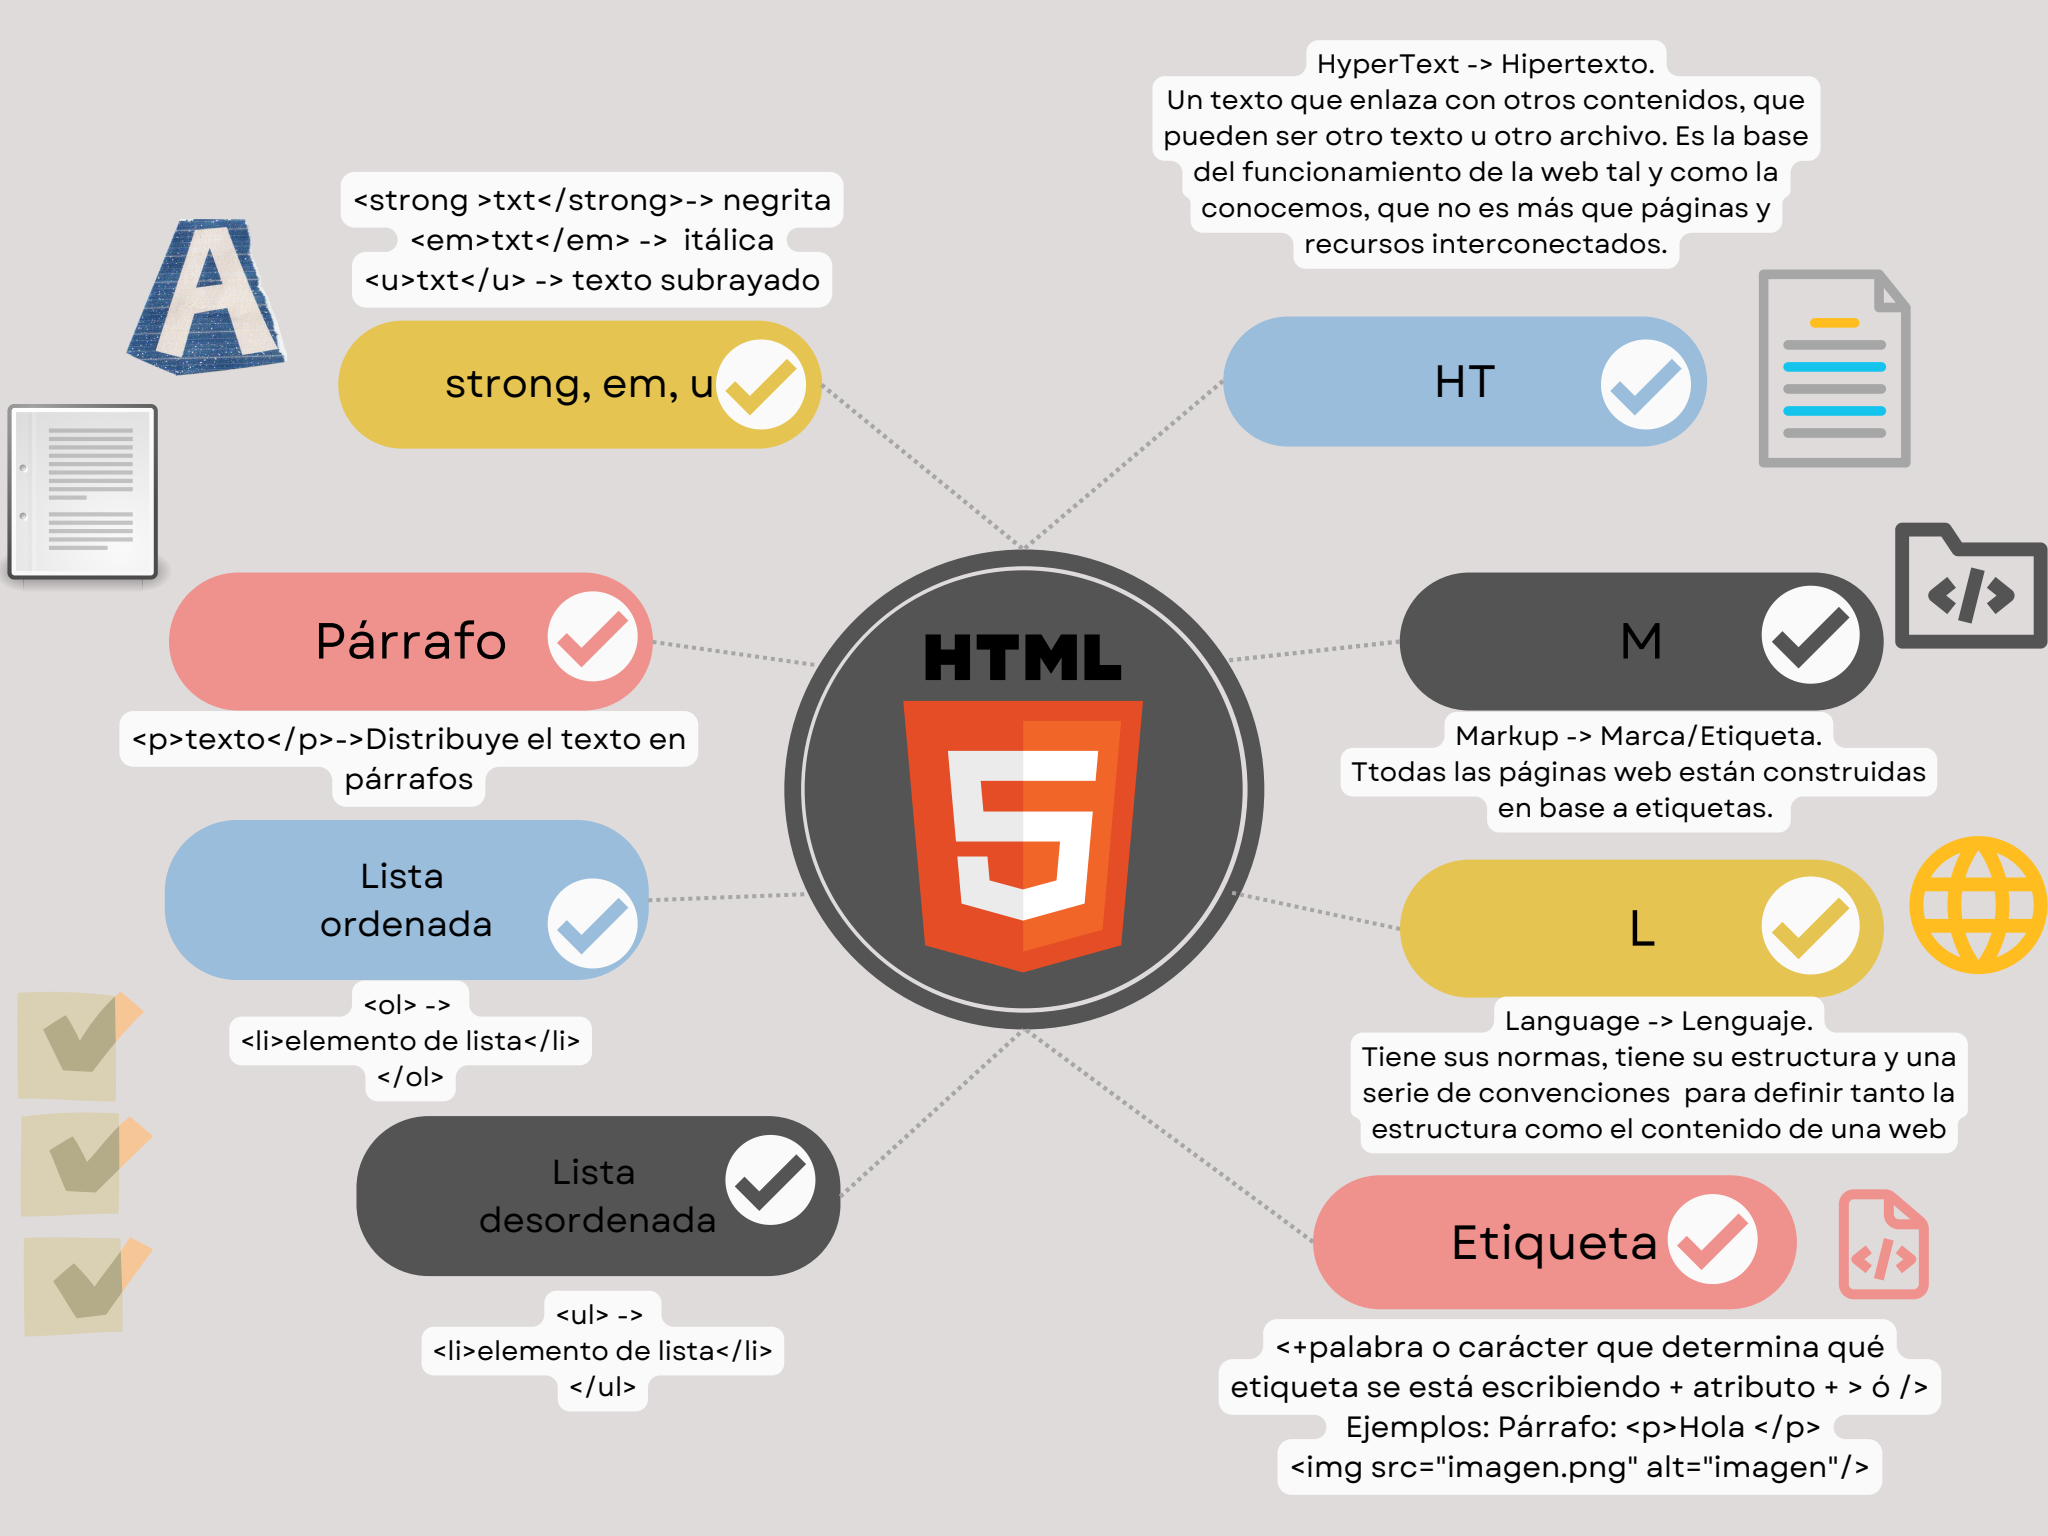 HyperText -> Hipertexto.
Un texto que enlaza con otros contenidos, que
pueden ser otro texto u otro archivo. Es la base
del funcionamiento de la web tal y como la
conocemos, que no es más que páginas y
recursos interconectados.
HT
<strong >txt</strong>-> negrita
<em>txt</em> -> itálica
<u>txt</u> -> texto subrayado
A
strong, em, u
Párrafo
<p>texto</p>->Distribuye el texto en
párrafos
HTML
5
M
</>
Markup -> Marca/Etiqueta.
Ttodas las páginas web están construidas
en base a etiquetas.
Lista
ordenada
<ol> ->
<li>elemento de lista</li>
</ol>
L
Language -> Lenguaje.
Tiene sus normas, tiene su estructura y una
serie de convenciones  para definir tanto la
estructura como el contenido de una web
Lista
desordenada
<ul> ->
<li>elemento de lista</li>
</ul>
Etiqueta
</>
<+palabra o carácter que determina qué
etiqueta se está escribiendo + atributo + > ó />
Ejemplos: Párrafo: <p>Hola </p>
<img src="imagen.png" alt="imagen"/>